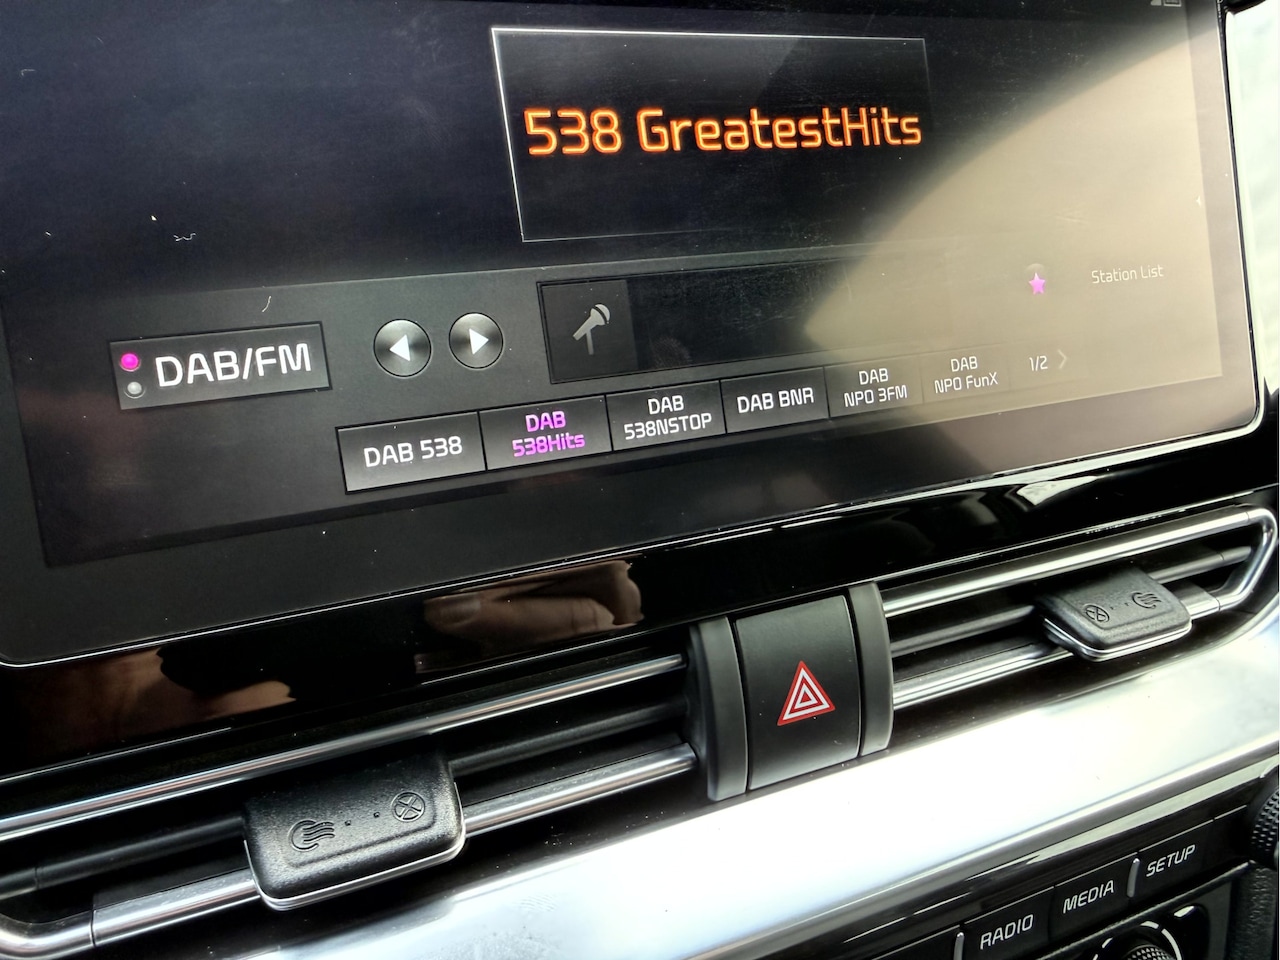 538 GreatestHits
Station List
DAB/FM
DAB 538
DAB
538Hits
DAB
538NSTOP
DAB BNR
DAB
NPO 3FM
DAB
NPO FunX
1/2
RADIO
MEDIA
SETUP